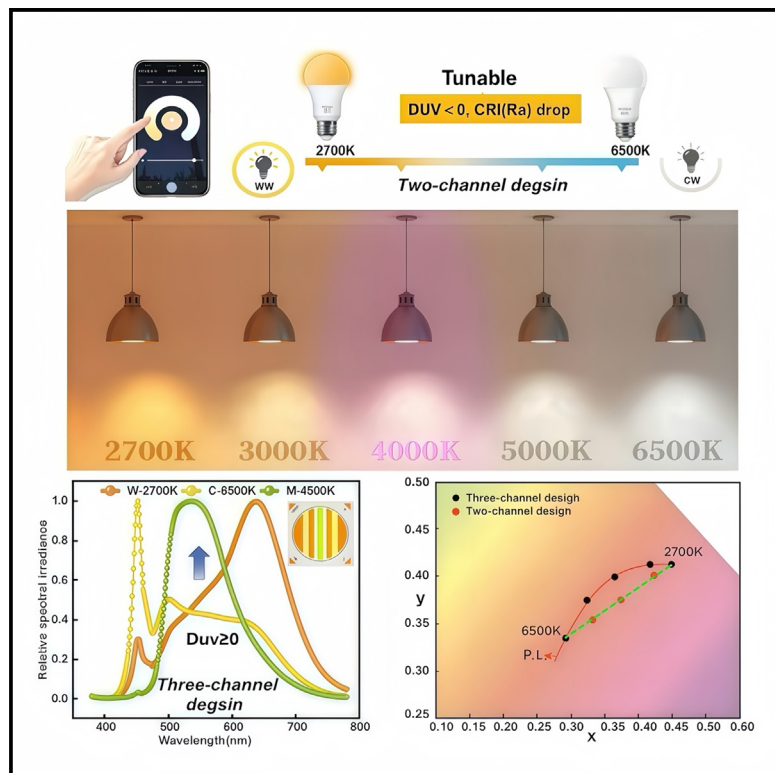 Tunable
DUV < 0, CRI(Ra) drop
2700K
6500K
WW
CW
Two-channel degsin
2700K
3000K
4000K
5000K
6500K
W-2700K
C-6500K
M-4500K
Relative spectral irradiance
1.0
0.8
0.6
0.4
0.2
0.0
Duv≥0
Three-channel
degsin
400
500
600
700
800
Wavelength(nm)
0.50
0.45
0.40
0.35
0.30
0.25
y
Three-channel desigh
Two-channel design
2700K
6500K
P.L.
0.10
0.15
0.20
0.25
0.30
0.35
0.40
0.45
0.50
0.55
0.60
X